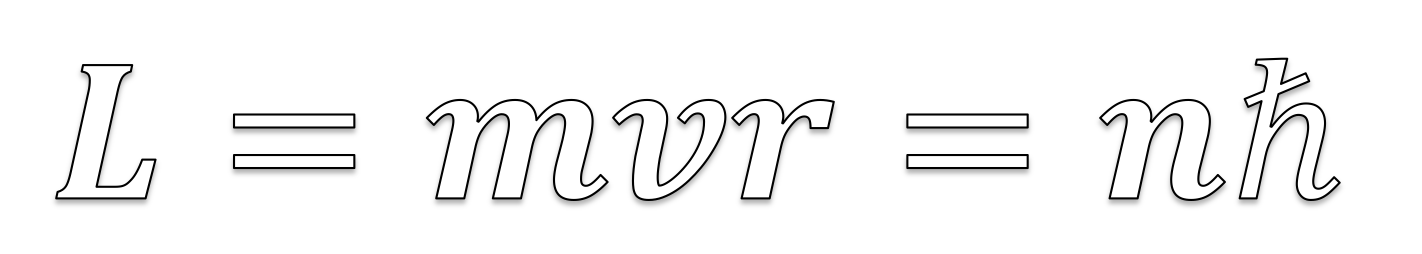 L = mvr = nħ